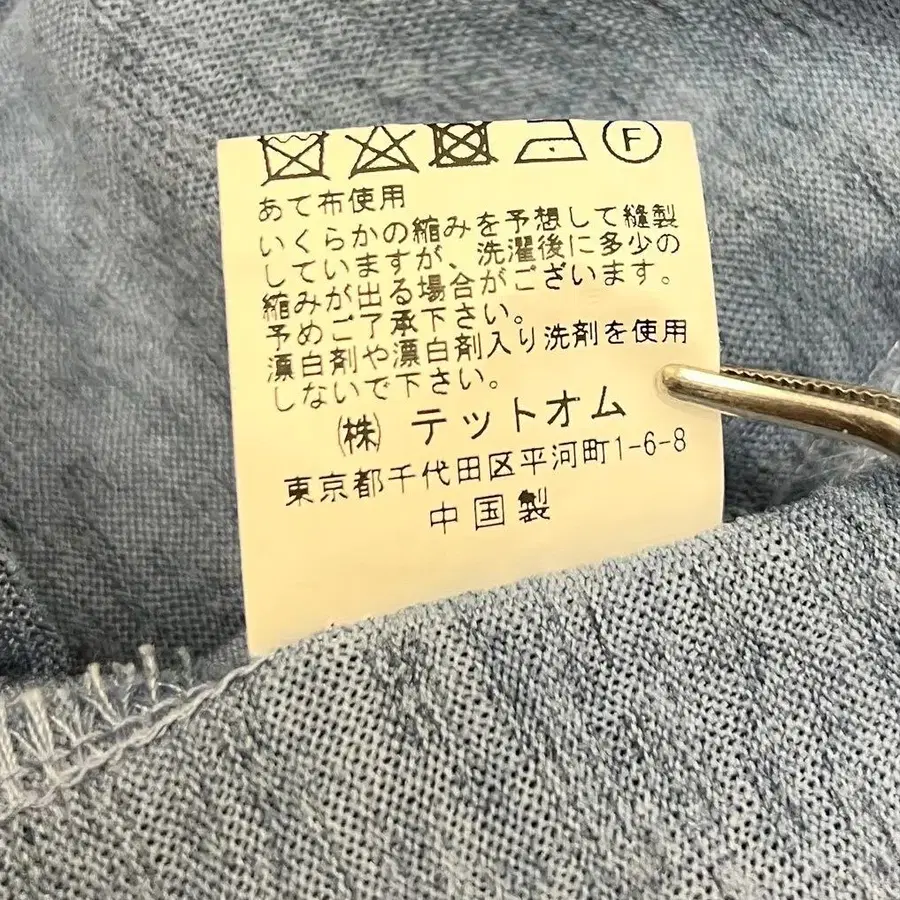 F
あて布使用
いくらかの縮みを予想して縫製
していますが、洗濯後に多少の
縮みが出る場合がございます。
予めご了承下さい。
漂白剤や漂白剤入り洗剤を使用
しないで下さい。
㈱ テットオム
東京都千代田区平河町1-6-8
中国製